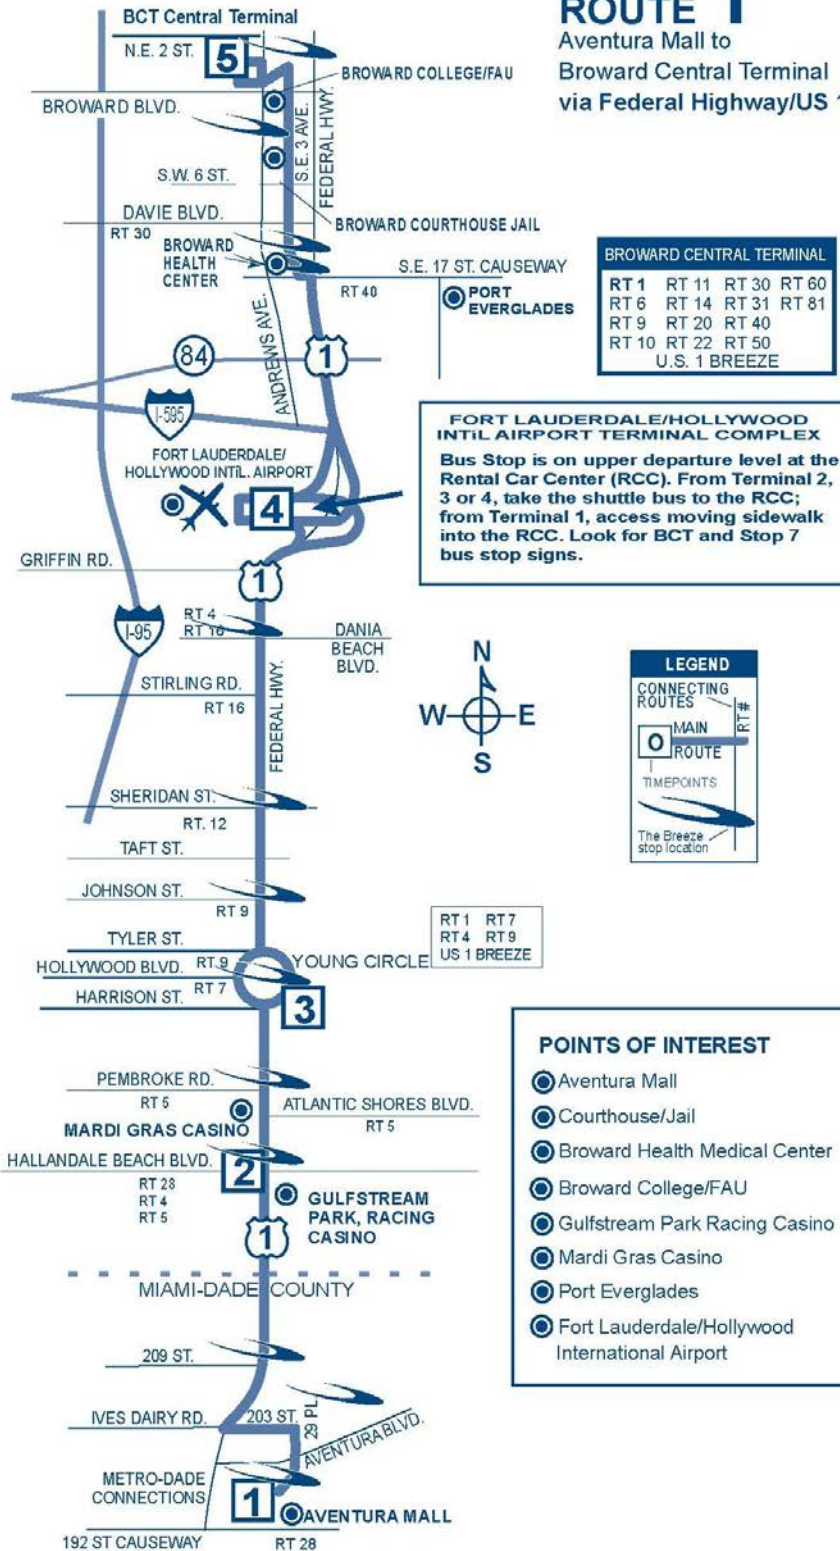 ROUTE 1
Aventura Mall to
Broward Central Terminal
via Federal Highway/US 1
BCT Central Terminal
N.E. 2 ST.
5
BROWARD COLLEGE/FAU
BROWARD BLVD.
S.E. 3 AVE.
FEDERAL HWY.
S.W. 6 ST.
DAVIE BLVD.
RT 30
BROWARD COURTHOUSE JAIL
BROWARD
HEALTH
CENTER
S.E. 17 ST. CAUSEWAY
RT 40
PORT
EVERGLADES
BROWARD CENTRAL TERMINAL
RT 1 RT 11 RT 30 RT 60
RT 6 RT 14 RT 31 RT 81
RT 9 RT 20 RT 40
RT 10 RT 22 RT 50
U.S. 1 BREEZE
84
ANDREWS AVE.
1
I-595
FORT LAUDERDALE/
HOLLYWOOD INTíL. AIRPORT
4
FORT LAUDERDALE/HOLLYWOOD
INTíL AIRPORT TERMINAL COMPLEX
Bus Stop is on upper departure level at the
Rental Car Center (RCC). From Terminal 2,
3 or 4, take the shuttle bus to the RCC;
from Terminal 1, access moving sidewalk
into the RCC. Look for BCT and Stop 7
bus stop signs.
GRIFFIN RD.
1
I-95
RT 4
RT 16
DANIA
BEACH
BLVD.
STIRLING RD.
RT 16
FEDERAL HWY.
N
W E
S
LEGEND
CONNECTING
ROUTES
RT #
O
MAIN
ROUTE
TIMEPOINTS
The Breeze
stop location
SHERIDAN ST.
RT. 12
TAFT ST.
JOHNSON ST.
RT 9
TYLER ST.
HOLLYWOOD BLVD.
RT 9
RT 7
YOUNG CIRCLE
RT 1 RT 7
RT 4 RT 9
US 1 BREEZE
HARRISON ST.
3
PEMBROKE RD.
RT 5
ATLANTIC SHORES BLVD.
RT 5
MARDI GRAS CASINO
HALLANDALE BEACH BLVD.
2
RT 28
RT 4
RT 5
GULFSTREAM
PARK, RACING
CASINO
1
MIAMI-DADE COUNTY
209 ST.
IVES DAIRY RD.
203 ST.
29 PL.
AVENTURA BLVD.
METRO-DADE
CONNECTIONS
1
AVENTURA MALL
192 ST CAUSEWAY
RT 28
POINTS OF INTEREST
Aventura Mall
Courthouse/Jail
Broward Health Medical Center
Broward College/FAU
Gulfstream Park Racing Casino
Mardi Gras Casino
Port Everglades
Fort Lauderdale/Hollywood
International Airport